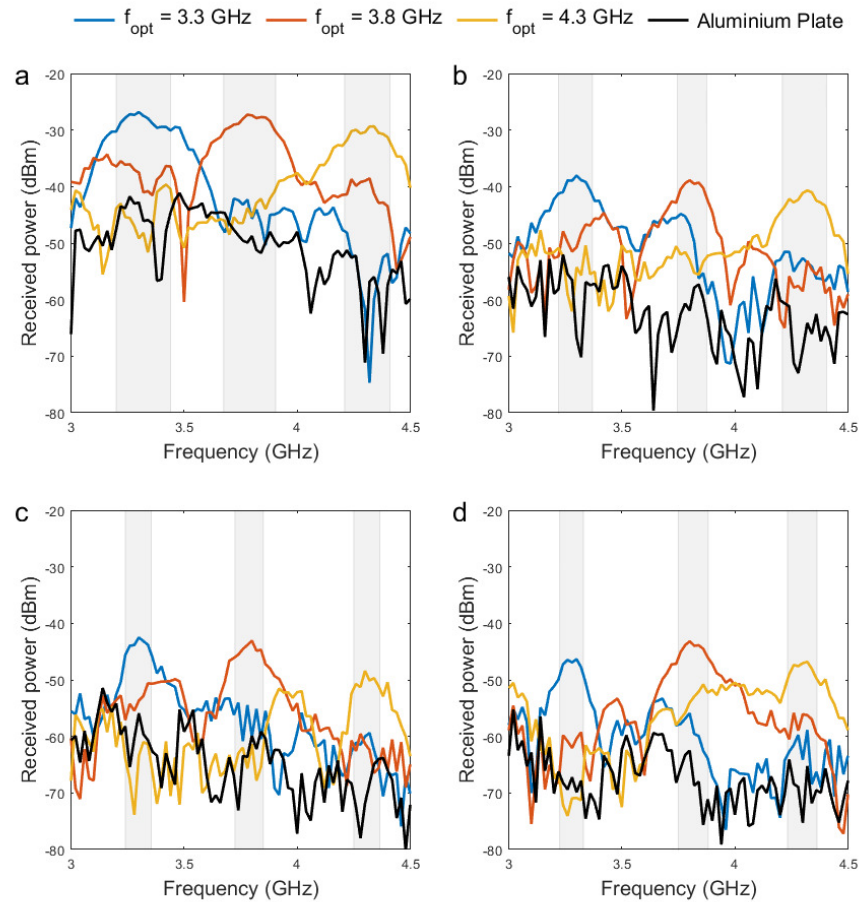 f_opt = 3.3 GHz f_opt = 3.8 GHz f_opt = 4.3 GHz Aluminium Plate
a
-20
-30
-40
-50
-60
-70
-80
Received power (dBm)
3 3.5 4 4.5
Frequency (GHz)
b
-20
-30
-40
-50
-60
-70
-80
Received power (dBm)
3 3.5 4 4.5
Frequency (GHz)
c
-20
-30
-40
-50
-60
-70
-80
Received power (dBm)
3 3.5 4 4.5
Frequency (GHz)
d
-20
-30
-40
-50
-60
-70
-80
Received power (dBm)
3 3.5 4 4.5
Frequency (GHz)